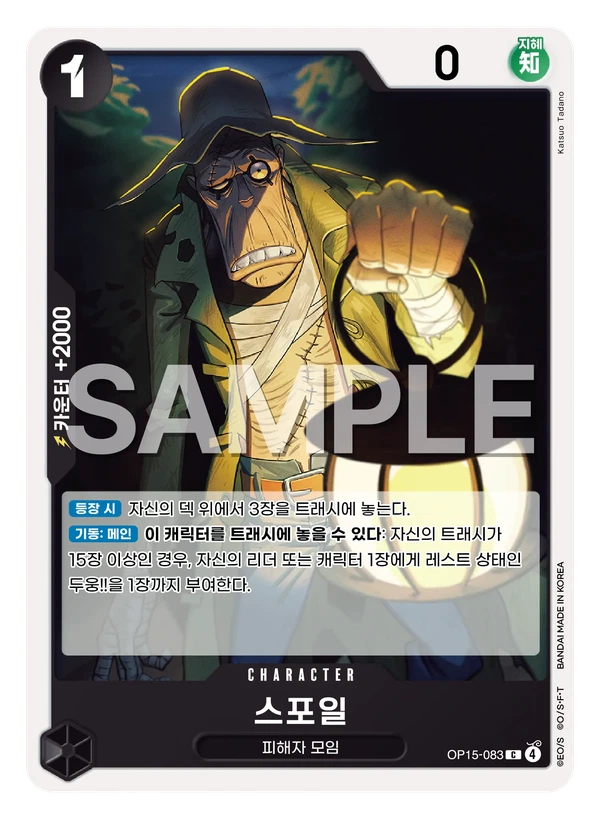 1
0
지혜
知
Katsuo Tadano
카운터 +2000
SAMPLE
등장 시 자신의 덱 위에서 3장을 트래시에 놓는다.
기동: 메인 이 캐릭터를 트래시에 놓을 수 있다: 자신의 트래시가
15장 이상인 경우, 자신의 리더 또는 캐릭터 1장에게 레스트 상태인
두웅!!을 1장까지 부여한다.
CHARACTER
스포일
피해자 모임
OP15-083 C 4
©EO/S ©O/S·F·T BANDAI MADE IN KOREA